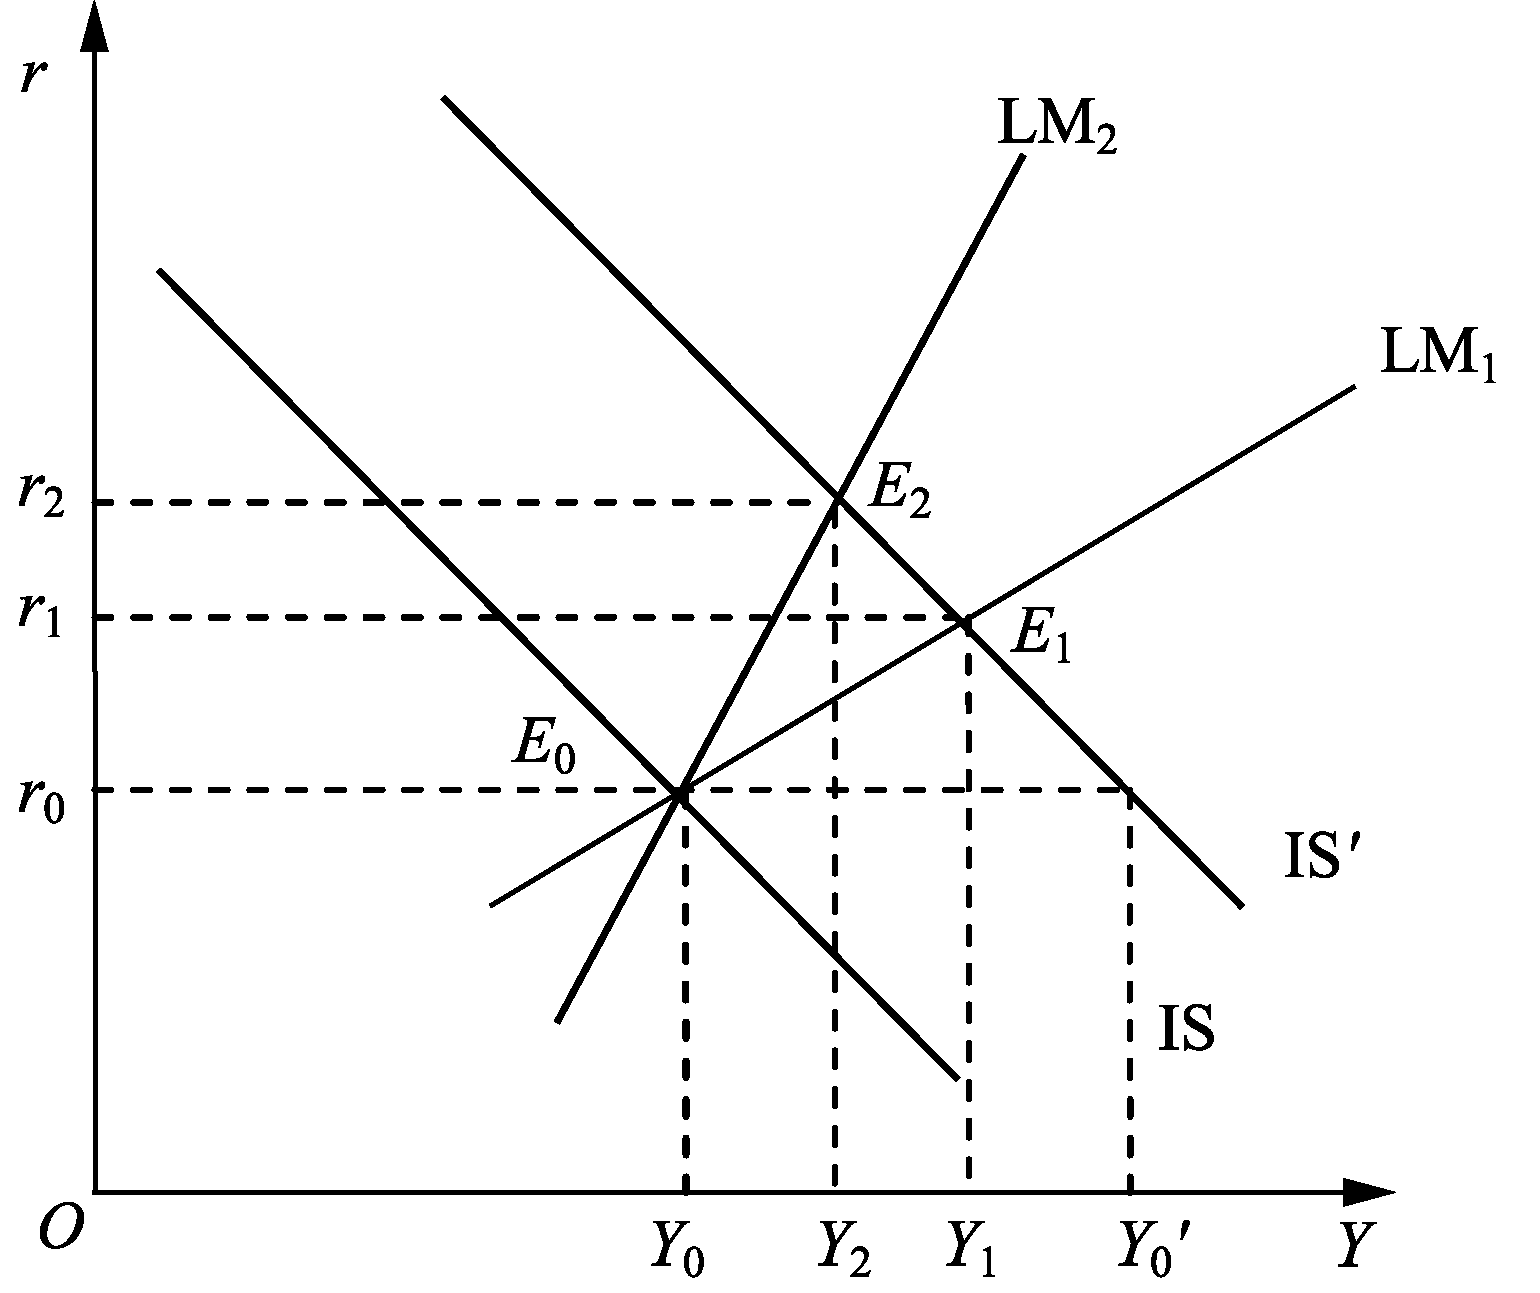 r
LM₂
LM₁
r₂
E₂
r₁
E₁
E₀
r₀
IS′
IS
O
Y₀ Y₂ Y₁ Y₀′ Y